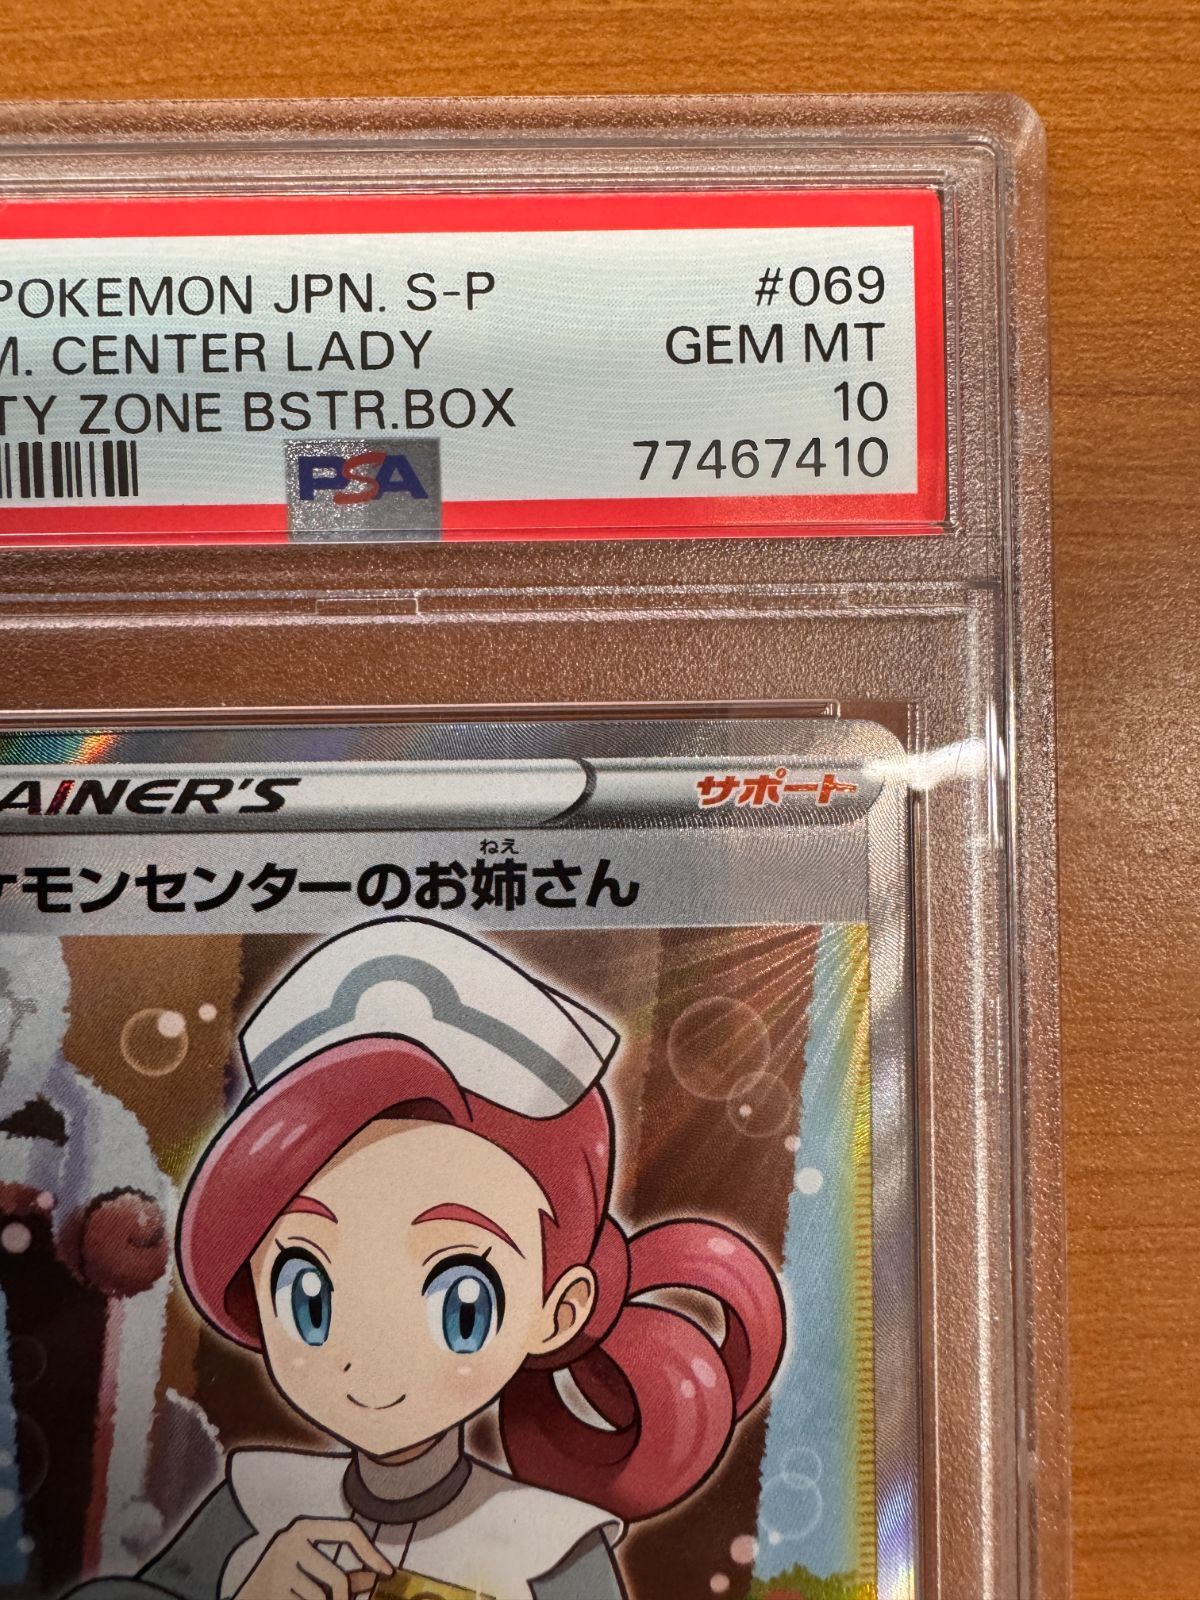 POKEMON JPN. S-P #069
M. CENTER LADY GEM MT
TY ZONE BSTR.BOX 10
PSA 77467410
AINER'S サポート
ねえ
ケモンセンターのお姉さん